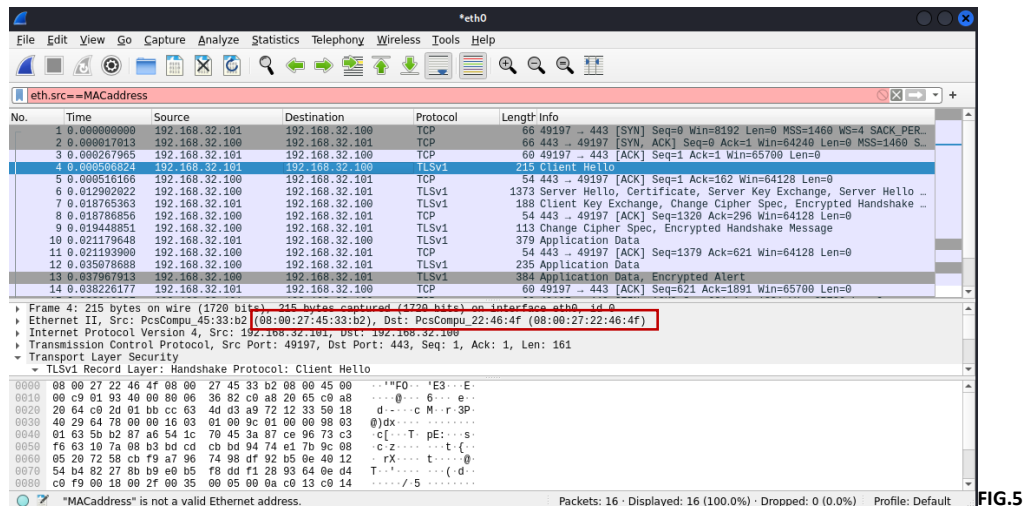 *eth0
File Edit View Go Capture Analyze Statistics Telephony Wireless Tools Help
eth.src==MACaddress
No. Time Source Destination Protocol Length Info
1 0.000000000 192.168.32.101 192.168.32.100 TCP 66 49197 → 443 [SYN] Seq=0 Win=8192 Len=0 MSS=1460 WS=4 SACK_PER…
2 0.000017013 192.168.32.100 192.168.32.101 TCP 66 443 → 49197 [SYN, ACK] Seq=0 Ack=1 Win=64240 Len=0 MSS=1460 S…
3 0.000267965 192.168.32.101 192.168.32.100 TCP 60 49197 → 443 [ACK] Seq=1 Ack=1 Win=65700 Len=0
4 0.000506824 192.168.32.101 192.168.32.100 TLSv1 215 Client Hello
5 0.000516166 192.168.32.100 192.168.32.101 TCP 54 443 → 49197 [ACK] Seq=1 Ack=162 Win=64128 Len=0
6 0.012902022 192.168.32.100 192.168.32.101 TLSv1 1373 Server Hello, Certificate, Server Key Exchange, Server Hello …
7 0.018765363 192.168.32.101 192.168.32.100 TLSv1 188 Client Key Exchange, Change Cipher Spec, Encrypted Handshake …
8 0.018786856 192.168.32.100 192.168.32.101 TCP 54 443 → 49197 [ACK] Seq=1320 Ack=296 Win=64128 Len=0
9 0.019448851 192.168.32.100 192.168.32.101 TLSv1 113 Change Cipher Spec, Encrypted Handshake Message
10 0.021179648 192.168.32.101 192.168.32.100 TLSv1 379 Application Data
11 0.021193900 192.168.32.100 192.168.32.101 TCP 54 443 → 49197 [ACK] Seq=1379 Ack=621 Win=64128 Len=0
12 0.035078688 192.168.32.100 192.168.32.101 TLSv1 235 Application Data
13 0.037967913 192.168.32.100 192.168.32.101 TLSv1 384 Application Data, Encrypted Alert
14 0.038226177 192.168.32.101 192.168.32.100 TCP 60 49197 → 443 [ACK] Seq=621 Ack=1891 Win=65700 Len=0
Frame 4: 215 bytes on wire (1720 bits), 215 bytes captured (1720 bits) on interface eth0, id 0
Ethernet II, Src: PcsCompu_45:33:b2 (08:00:27:45:33:b2), Dst: PcsCompu_22:46:4f (08:00:27:22:46:4f)
Internet Protocol Version 4, Src: 192.168.32.101, Dst: 192.168.32.100
Transmission Control Protocol, Src Port: 49197, Dst Port: 443, Seq: 1, Ack: 1, Len: 161
Transport Layer Security
TLSv1 Record Layer: Handshake Protocol: Client Hello
0000 08 00 27 22 46 4f 08 00 27 45 33 b2 08 00 45 00 ··'"FO·· 'E3···E·
0010 00 c9 01 93 40 00 80 06 36 82 c0 a8 20 65 c0 a8 ····@··· 6··· e··
0020 20 64 c0 2d 01 bb cc 63 4d d3 a9 72 12 33 50 18 d·-···c M··r·3P·
0030 40 29 64 78 00 00 16 03 01 00 9c 01 00 00 98 03 @)dx···· ········
0040 01 63 5b b2 87 a6 54 1c 70 45 3a 87 ce 96 73 c3 ·c[···T· pE:···s·
0050 f6 63 10 7a 08 b3 bd cd cb bd 94 74 e1 7b 9c 08 ·c·z···· ···t·{··
0060 05 20 72 58 cb f9 a7 96 74 98 df 92 b5 0e 40 12 · rX···· t·····@·
0070 54 b4 82 27 8b b9 e0 b5 f8 dd f1 28 93 64 0e d4 T··'···· ···(·d··
0080 c0 f9 00 18 00 2f 00 35 00 05 00 0a c0 13 c0 14 ·····/·5 ········
"MACaddress" is not a valid Ethernet address. Packets: 16 · Displayed: 16 (100.0%) · Dropped: 0 (0.0%) Profile: Default
FIG.5